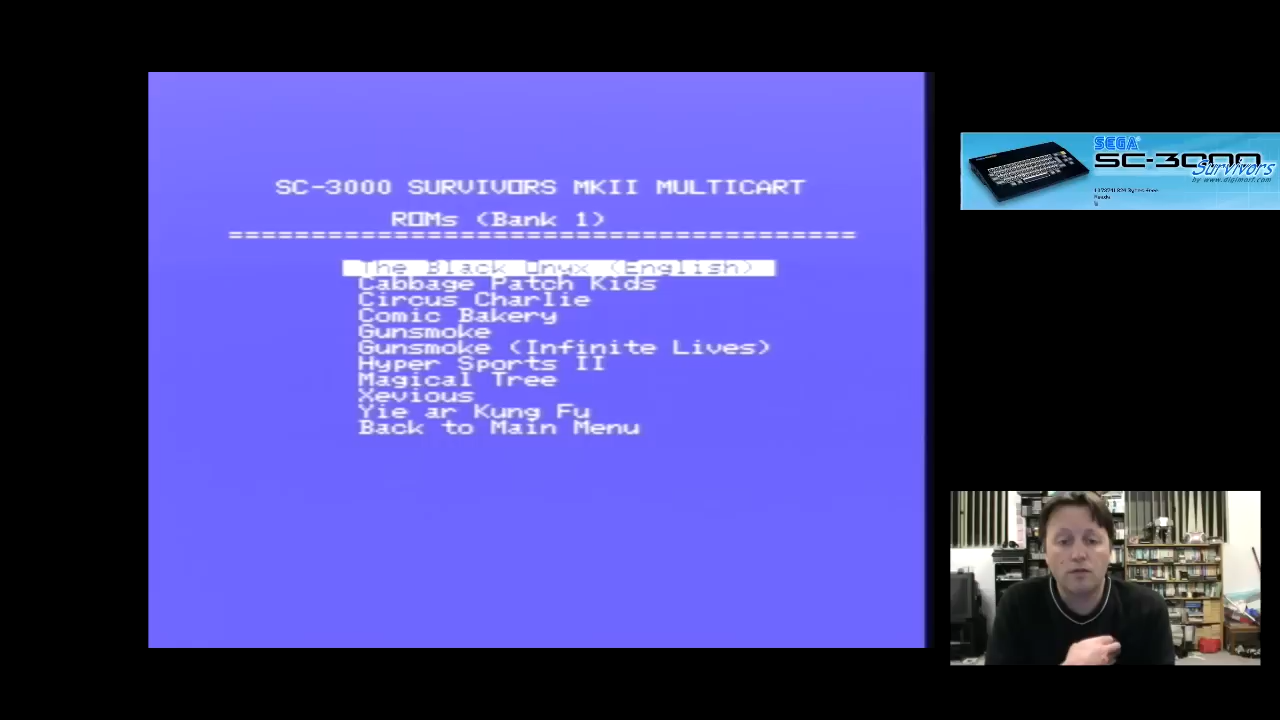 SC-3000 SURVIVORS MKII MULTICART
ROMs (Bank 1)
========================================
The Black Onyx (English)
Cabbage Patch Kids
Circus Charlie
Comic Bakery
Gunsmoke
Gunsmoke (Infinite Lives)
Hyper Sports II
Magical Tree
Xevious
Yie ar Kung Fu
Back to Main Menu
SEGA
SC-3000
Survivors